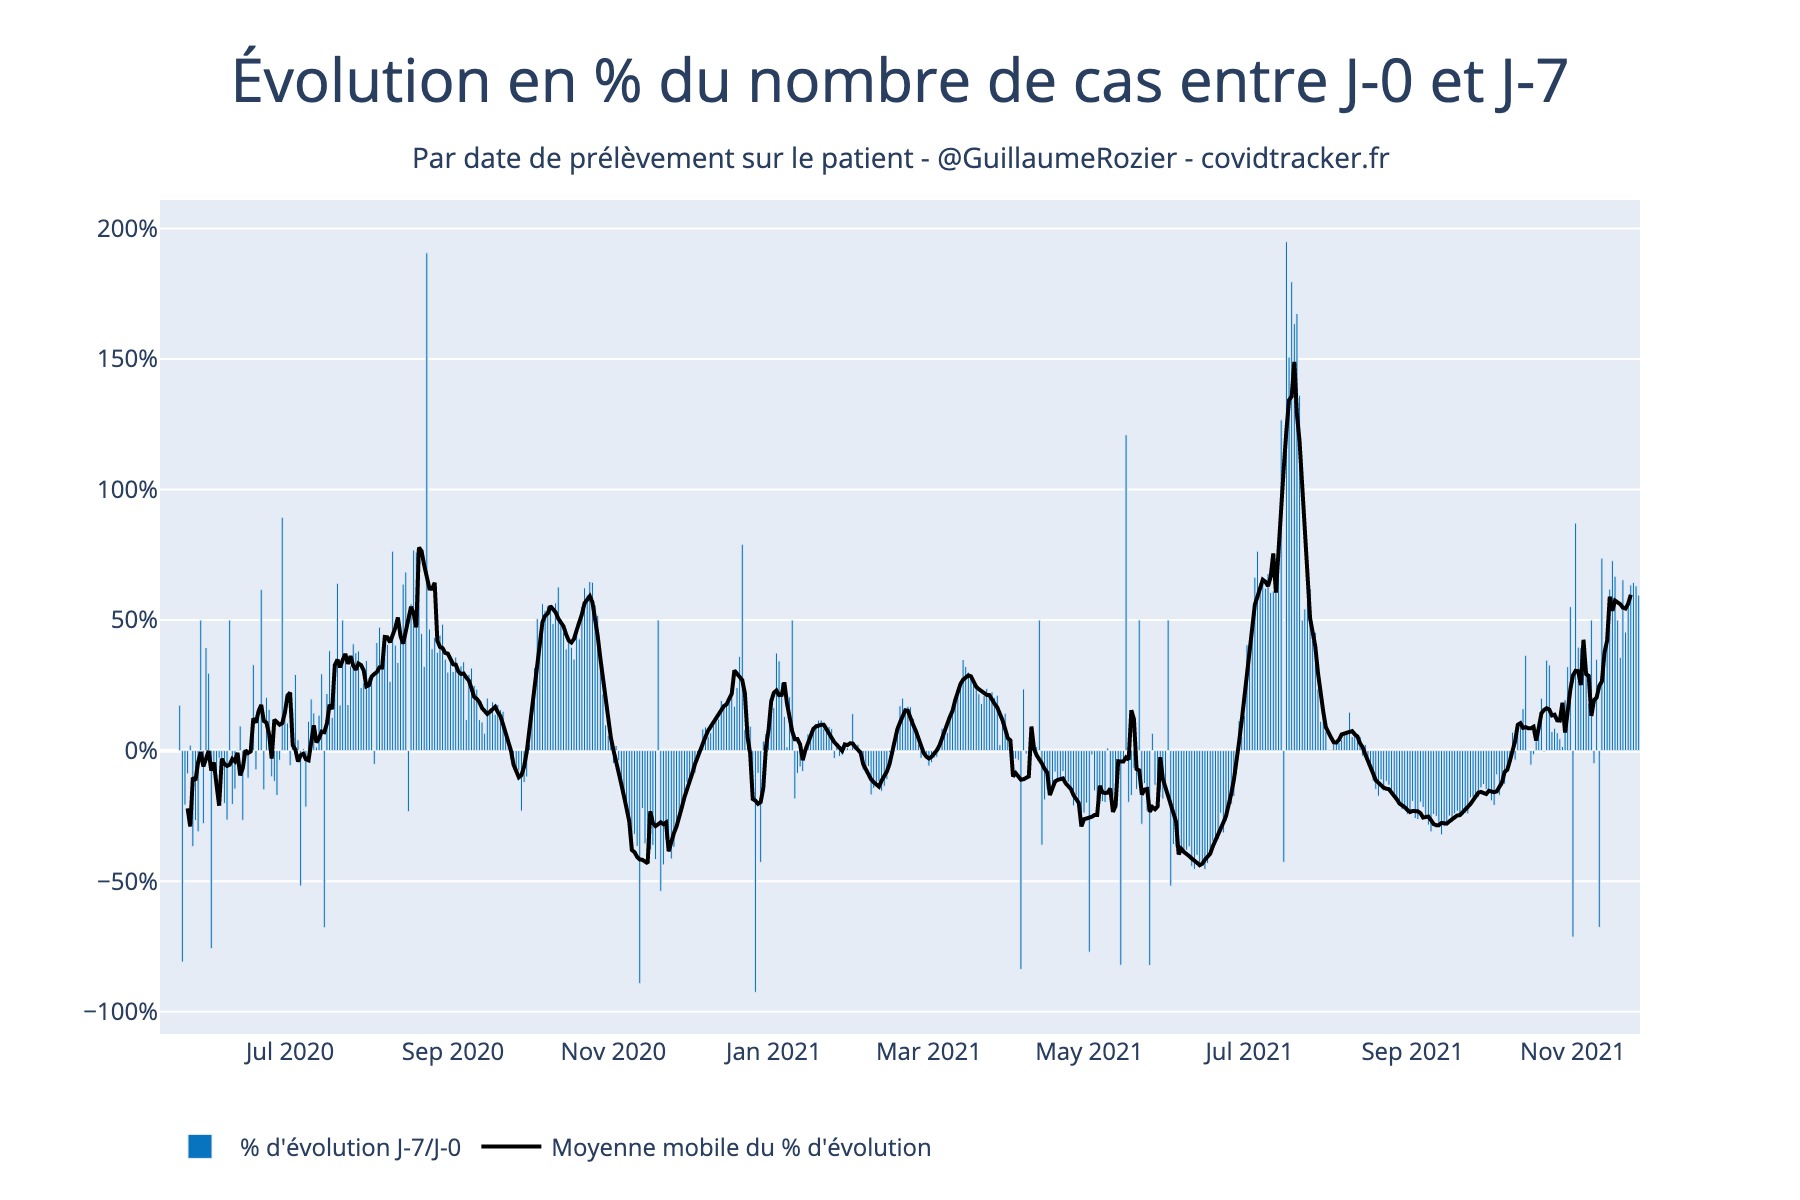 Évolution en % du nombre de cas entre J-0 et J-7
Par date de prélèvement sur le patient - @GuillaumeRozier - covidtracker.fr
200%
150%
100%
50%
0%
−50%
−100%
Jul 2020 Sep 2020 Nov 2020 Jan 2021 Mar 2021 May 2021 Jul 2021 Sep 2021 Nov 2021
% d'évolution J-7/J-0 Moyenne mobile du % d'évolution